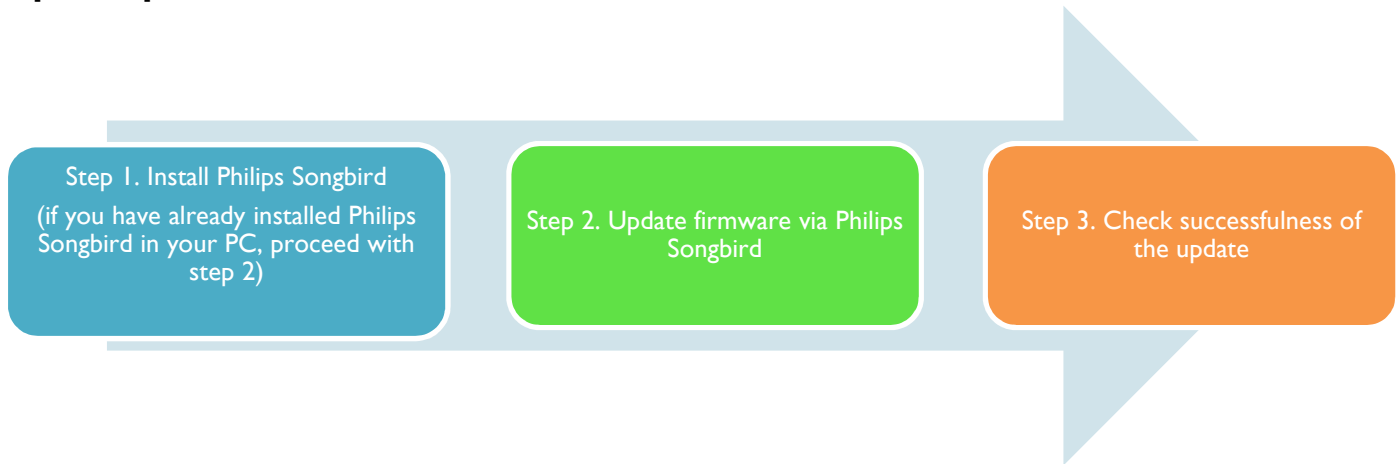 Step 1. Install Philips Songbird
(if you have already installed Philips
Songbird in your PC, proceed with
step 2)
Step 2. Update firmware via Philips
Songbird
Step 3. Check successfulness of
the update